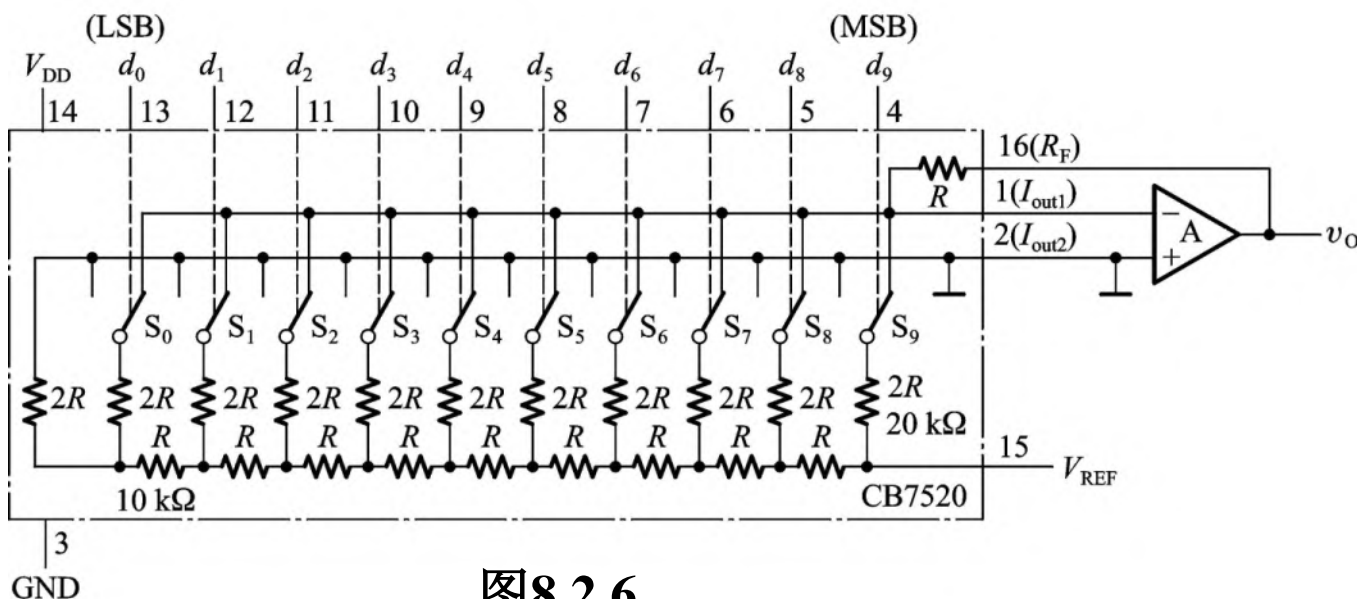 (LSB) (MSB)
V_DD d_0 d_1 d_2 d_3 d_4 d_5 d_6 d_7 d_8 d_9
14 13 12 11 10 9 8 7 6 5 4
16(R_F)
R 1(I_out1)
2(I_out2)
− A v_O
+
S_0 S_1 S_2 S_3 S_4 S_5 S_6 S_7 S_8 S_9
2R 2R 2R 2R 2R 2R 2R 2R 2R 2R 2R
20 kΩ
R R R R R R R R R 15
V_REF
10 kΩ CB7520
3
GND
图8.2.6